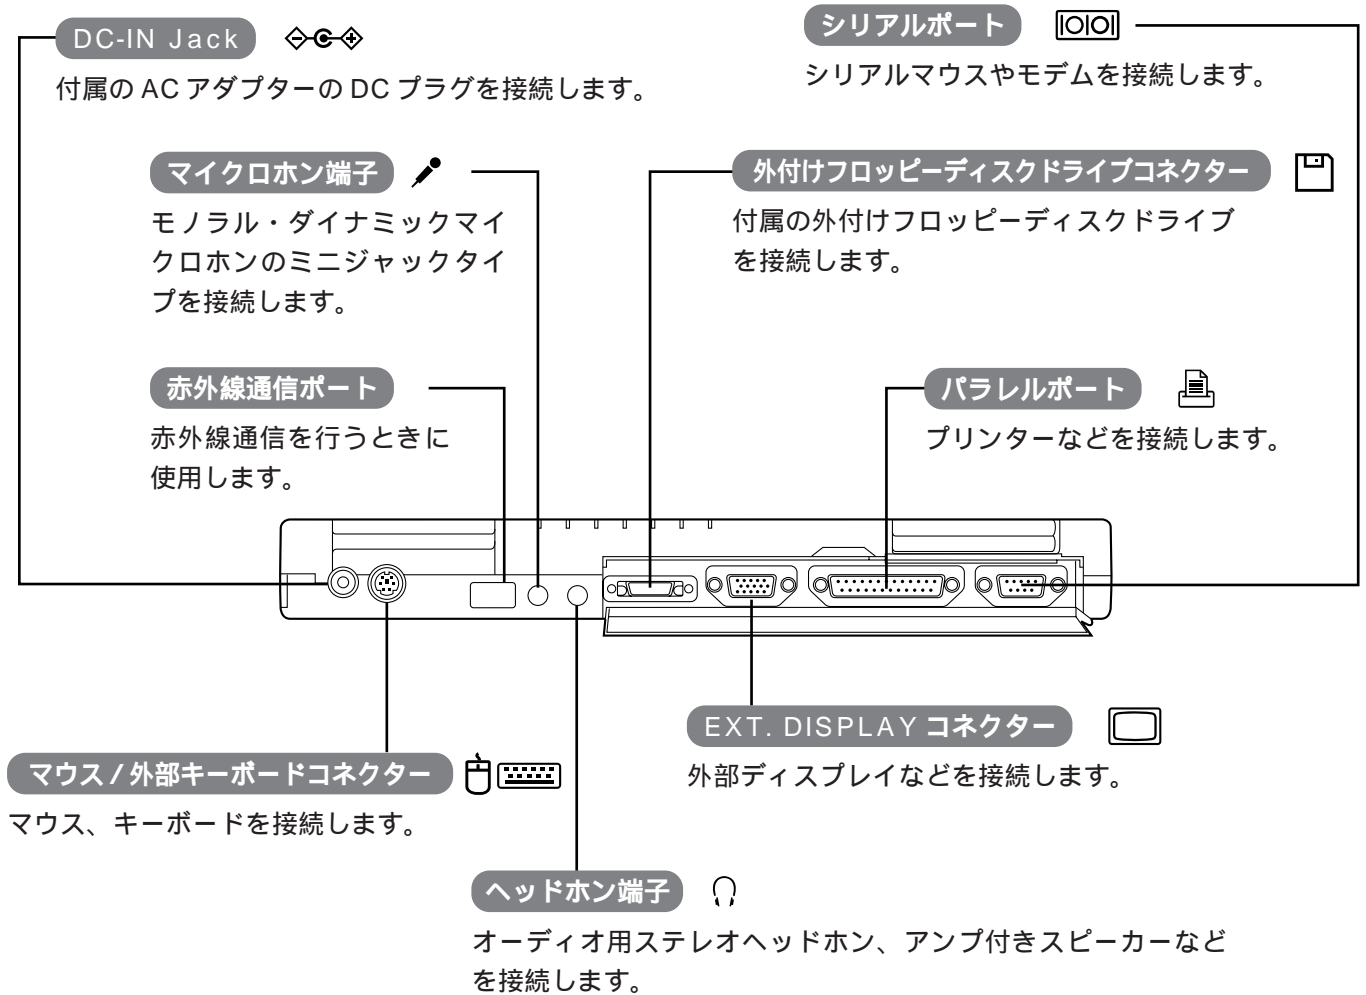 DC-IN Jack
付属の AC アダプターの DC プラグを接続します。
シリアルポート
シリアルマウスやモデムを接続します。
マイクロホン端子
モノラル・ダイナミックマイ
クロホンのミニジャックタイ
プを接続します。
外付けフロッピーディスクドライブコネクター
付属の外付けフロッピーディスクドライブ
を接続します。
赤外線通信ポート
赤外線通信を行うときに
使用します。
パラレルポート
プリンターなどを接続します。
EXT. DISPLAY コネクター
外部ディスプレイなどを接続します。
マウス / 外部キーボードコネクター
マウス、キーボードを接続します。
ヘッドホン端子
オーディオ用ステレオヘッドホン、アンプ付きスピーカーなど
を接続します。